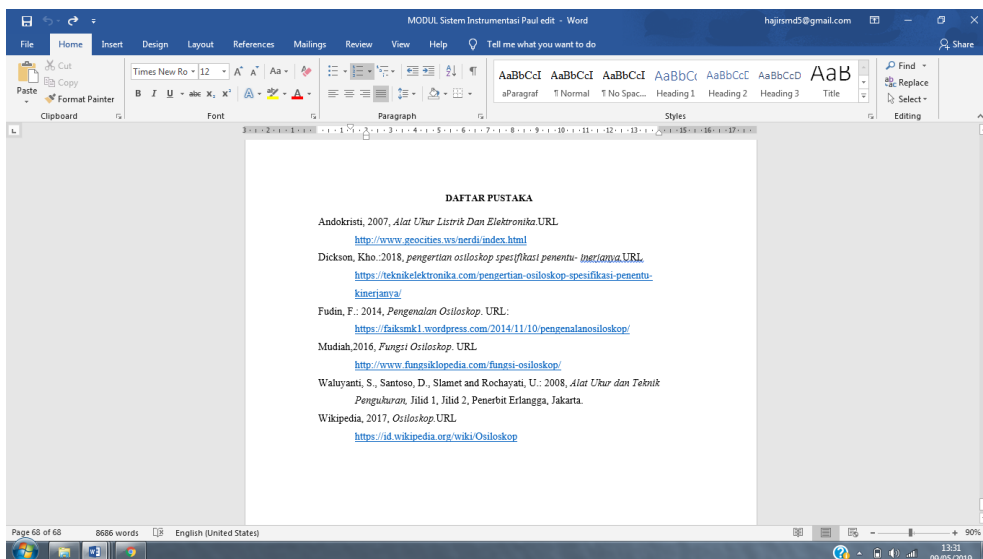 MODUL Sistem Instrumentasi Paul edit - Word
hajirsmd5@gmail.com
File Home Insert Design Layout References Mailings Review View Help Tell me what you want to do Share
Cut
Copy
Format Painter
Paste
Times New Ro 12
AaBbCcI AaBbCcI AaBbCcI AaBbCc AaBbCcE AaBbCcD AaB
aParagraf ¶ Normal ¶ No Spac... Heading 1 Heading 2 Heading 3 Title
Find
Replace
Select
Clipboard Font Paragraph Styles Editing
DAFTAR PUSTAKA
Andokristi, 2007, Alat Ukur Listrik Dan Elektronika.URL
http://www.geocities.ws/nerdi/index.html
Dickson, Kho.:2018, pengertian osiloskop spesifikasi penentu- inerjanya.URL
https://teknikelektronika.com/pengertian-osiloskop-spesifikasi-penentu-
kinerjanya/
Fudin, F.: 2014, Pengenalan Osiloskop. URL:
https://faiksmk1.wordpress.com/2014/11/10/pengenalanosiloskop/
Mudiah,2016, Fungsi Osiloskop. URL
http://www.fungsiklopedia.com/fungsi-osiloskop/
Waluyanti, S., Santoso, D., Slamet and Rochayati, U.: 2008, Alat Ukur dan Teknik
Pengukuran, Jilid 1, Jilid 2, Penerbit Erlangga, Jakarta.
Wikipedia, 2017, Osiloskop.URL
https://id.wikipedia.org/wiki/Osiloskop
Page 68 of 68 8686 words English (United States) 90%
13:31
09/05/2019